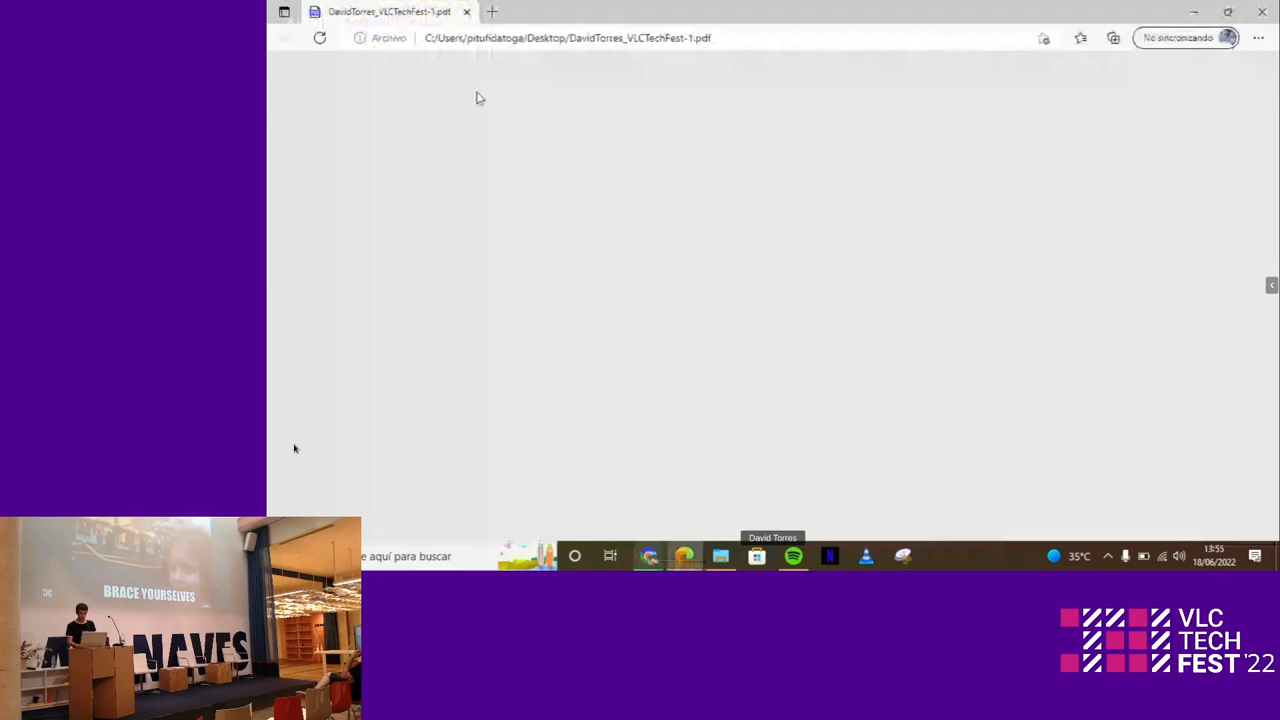 DavidTorres_VLCTechFest-1.pdf
Archivo
C:/Users/pitufidatoga/Desktop/DavidTorres_VLCTechFest-1.pdf
No sincronizando
David Torres
e aquí para buscar
35°C
13:55
18/06/2022
BRACE YOURSELVES
NAVES
VLC
TECH
FEST '22